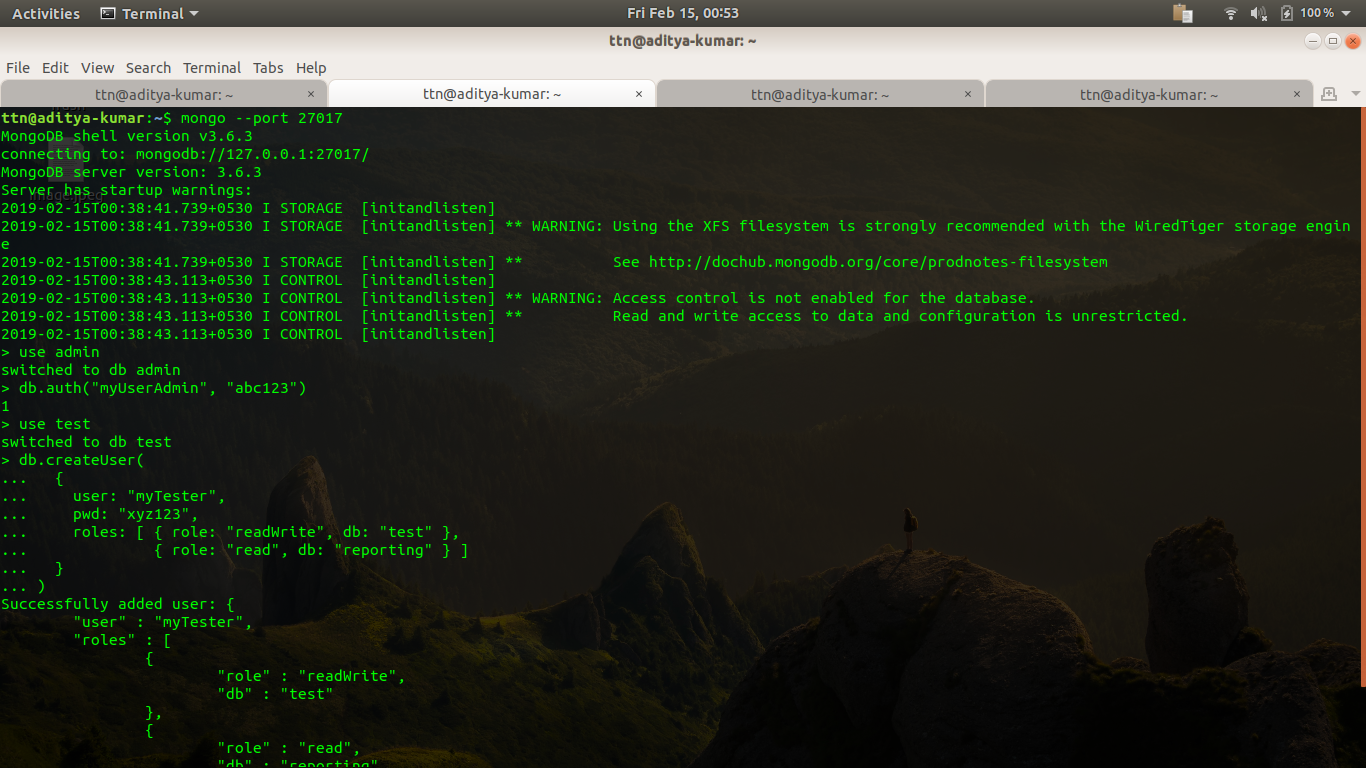 Activities Terminal Fri Feb 15, 00:53 100 %
ttn@aditya-kumar: ~
File Edit View Search Terminal Tabs Help
ttn@aditya-kumar: ~ × ttn@aditya-kumar: ~ × ttn@aditya-kumar: ~ × ttn@aditya-kumar: ~ ×
ttn@aditya-kumar:~$ mongo --port 27017
MongoDB shell version v3.6.3
connecting to: mongodb://127.0.0.1:27017/
MongoDB server version: 3.6.3
Server has startup warnings:
image.jpeg
2019-02-15T00:38:41.739+0530 I STORAGE  [initandlisten]
2019-02-15T00:38:41.739+0530 I STORAGE  [initandlisten] ** WARNING: Using the XFS filesystem is strongly recommended with the WiredTiger storage engin
e
2019-02-15T00:38:41.739+0530 I STORAGE  [initandlisten] **          See http://dochub.mongodb.org/core/prodnotes-filesystem
2019-02-15T00:38:43.113+0530 I CONTROL  [initandlisten]
2019-02-15T00:38:43.113+0530 I CONTROL  [initandlisten] ** WARNING: Access control is not enabled for the database.
2019-02-15T00:38:43.113+0530 I CONTROL  [initandlisten] **          Read and write access to data and configuration is unrestricted.
2019-02-15T00:38:43.113+0530 I CONTROL  [initandlisten]
> use admin
switched to db admin
> db.auth("myUserAdmin", "abc123")
1
> use test
switched to db test
> db.createUser(
...   {
...     user: "myTester",
...     pwd: "xyz123",
...     roles: [ { role: "readWrite", db: "test" },
...              { role: "read", db: "reporting" } ]
...   }
... )
Successfully added user: {
"user" : "myTester",
"roles" : [
{
"role" : "readWrite",
"db" : "test"
},
{
"role" : "read",
"db" : "reporting"